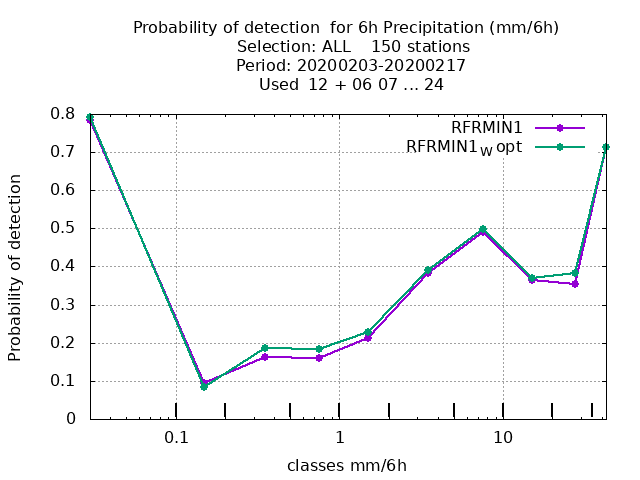 Probability of detection  for 6h Precipitation (mm/6h)
Selection: ALL    150 stations
Period: 20200203-20200217
Used  12 + 06 07 ... 24
RFRMIN1
RFRMIN1W opt
Probability of detection
0.8
0.7
0.6
0.5
0.4
0.3
0.2
0.1
0
0.1
1
10
classes mm/6h